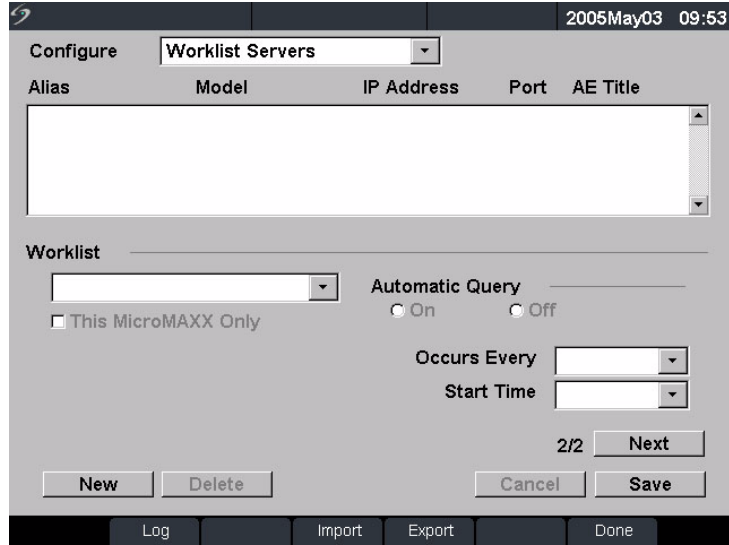 2005May03 09:53
Configure Worklist Servers
Alias Model IP Address Port AE Title
Worklist
Automatic Query
On Off
This MicroMAXX Only
Occurs Every
Start Time
2/2 Next
New Delete Cancel Save
Log Import Export Done